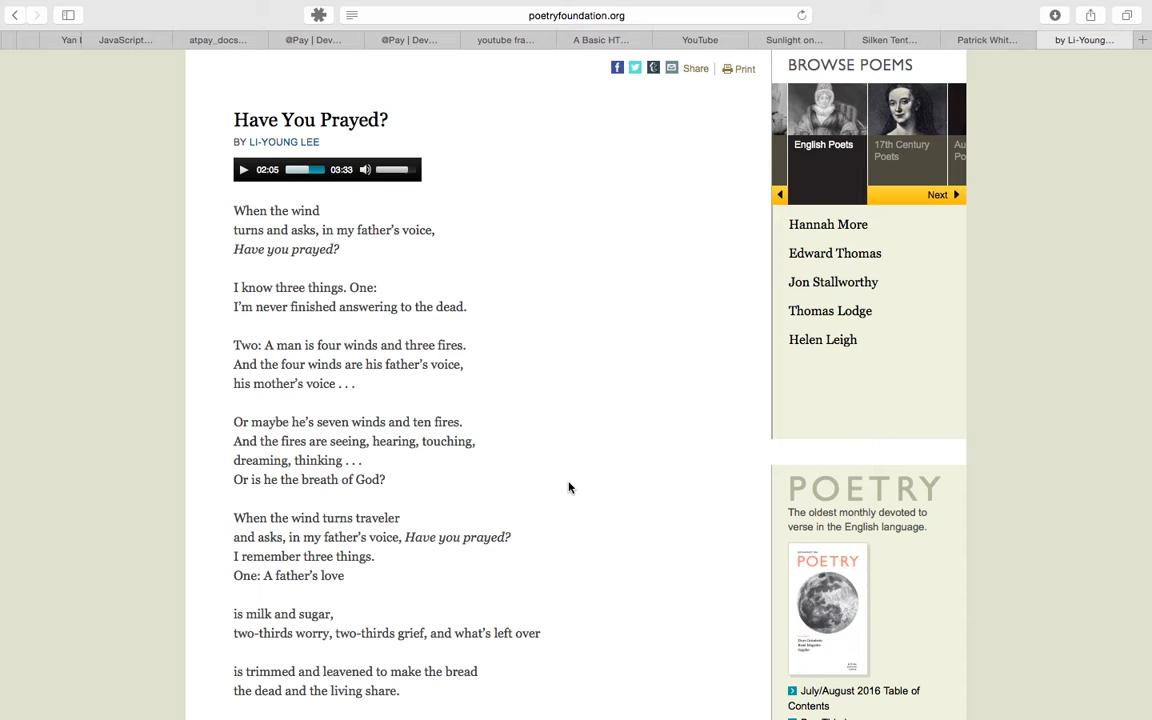 poetryfoundation.org
Yan I
JavaScript...
atpay_docs...
@Pay | Dev...
@Pay | Dev...
youtube fra...
A Basic HT...
YouTube
Sunlight on...
Silken Tent...
Patrick Whit...
by Li-Young...
Share
Print
Have You Prayed?
BY LI-YOUNG LEE
02:05
03:33
When the wind
turns and asks, in my father's voice,
Have you prayed?
I know three things. One:
I'm never finished answering to the dead.
Two: A man is four winds and three fires.
And the four winds are his father's voice,
his mother's voice . . .
Or maybe he's seven winds and ten fires.
And the fires are seeing, hearing, touching,
dreaming, thinking . . .
Or is he the breath of God?
When the wind turns traveler
and asks, in my father's voice, Have you prayed?
I remember three things.
One: A father's love
is milk and sugar,
two-thirds worry, two-thirds grief, and what's left over
is trimmed and leavened to make the bread
the dead and the living share.
BROWSE POEMS
English Poets
17th Century
Poets
Au
Po
Next
Hannah More
Edward Thomas
Jon Stallworthy
Thomas Lodge
Helen Leigh
POETRY
The oldest monthly devoted to
verse in the English language.
POETRY
July/August 2016 Table of
Contents